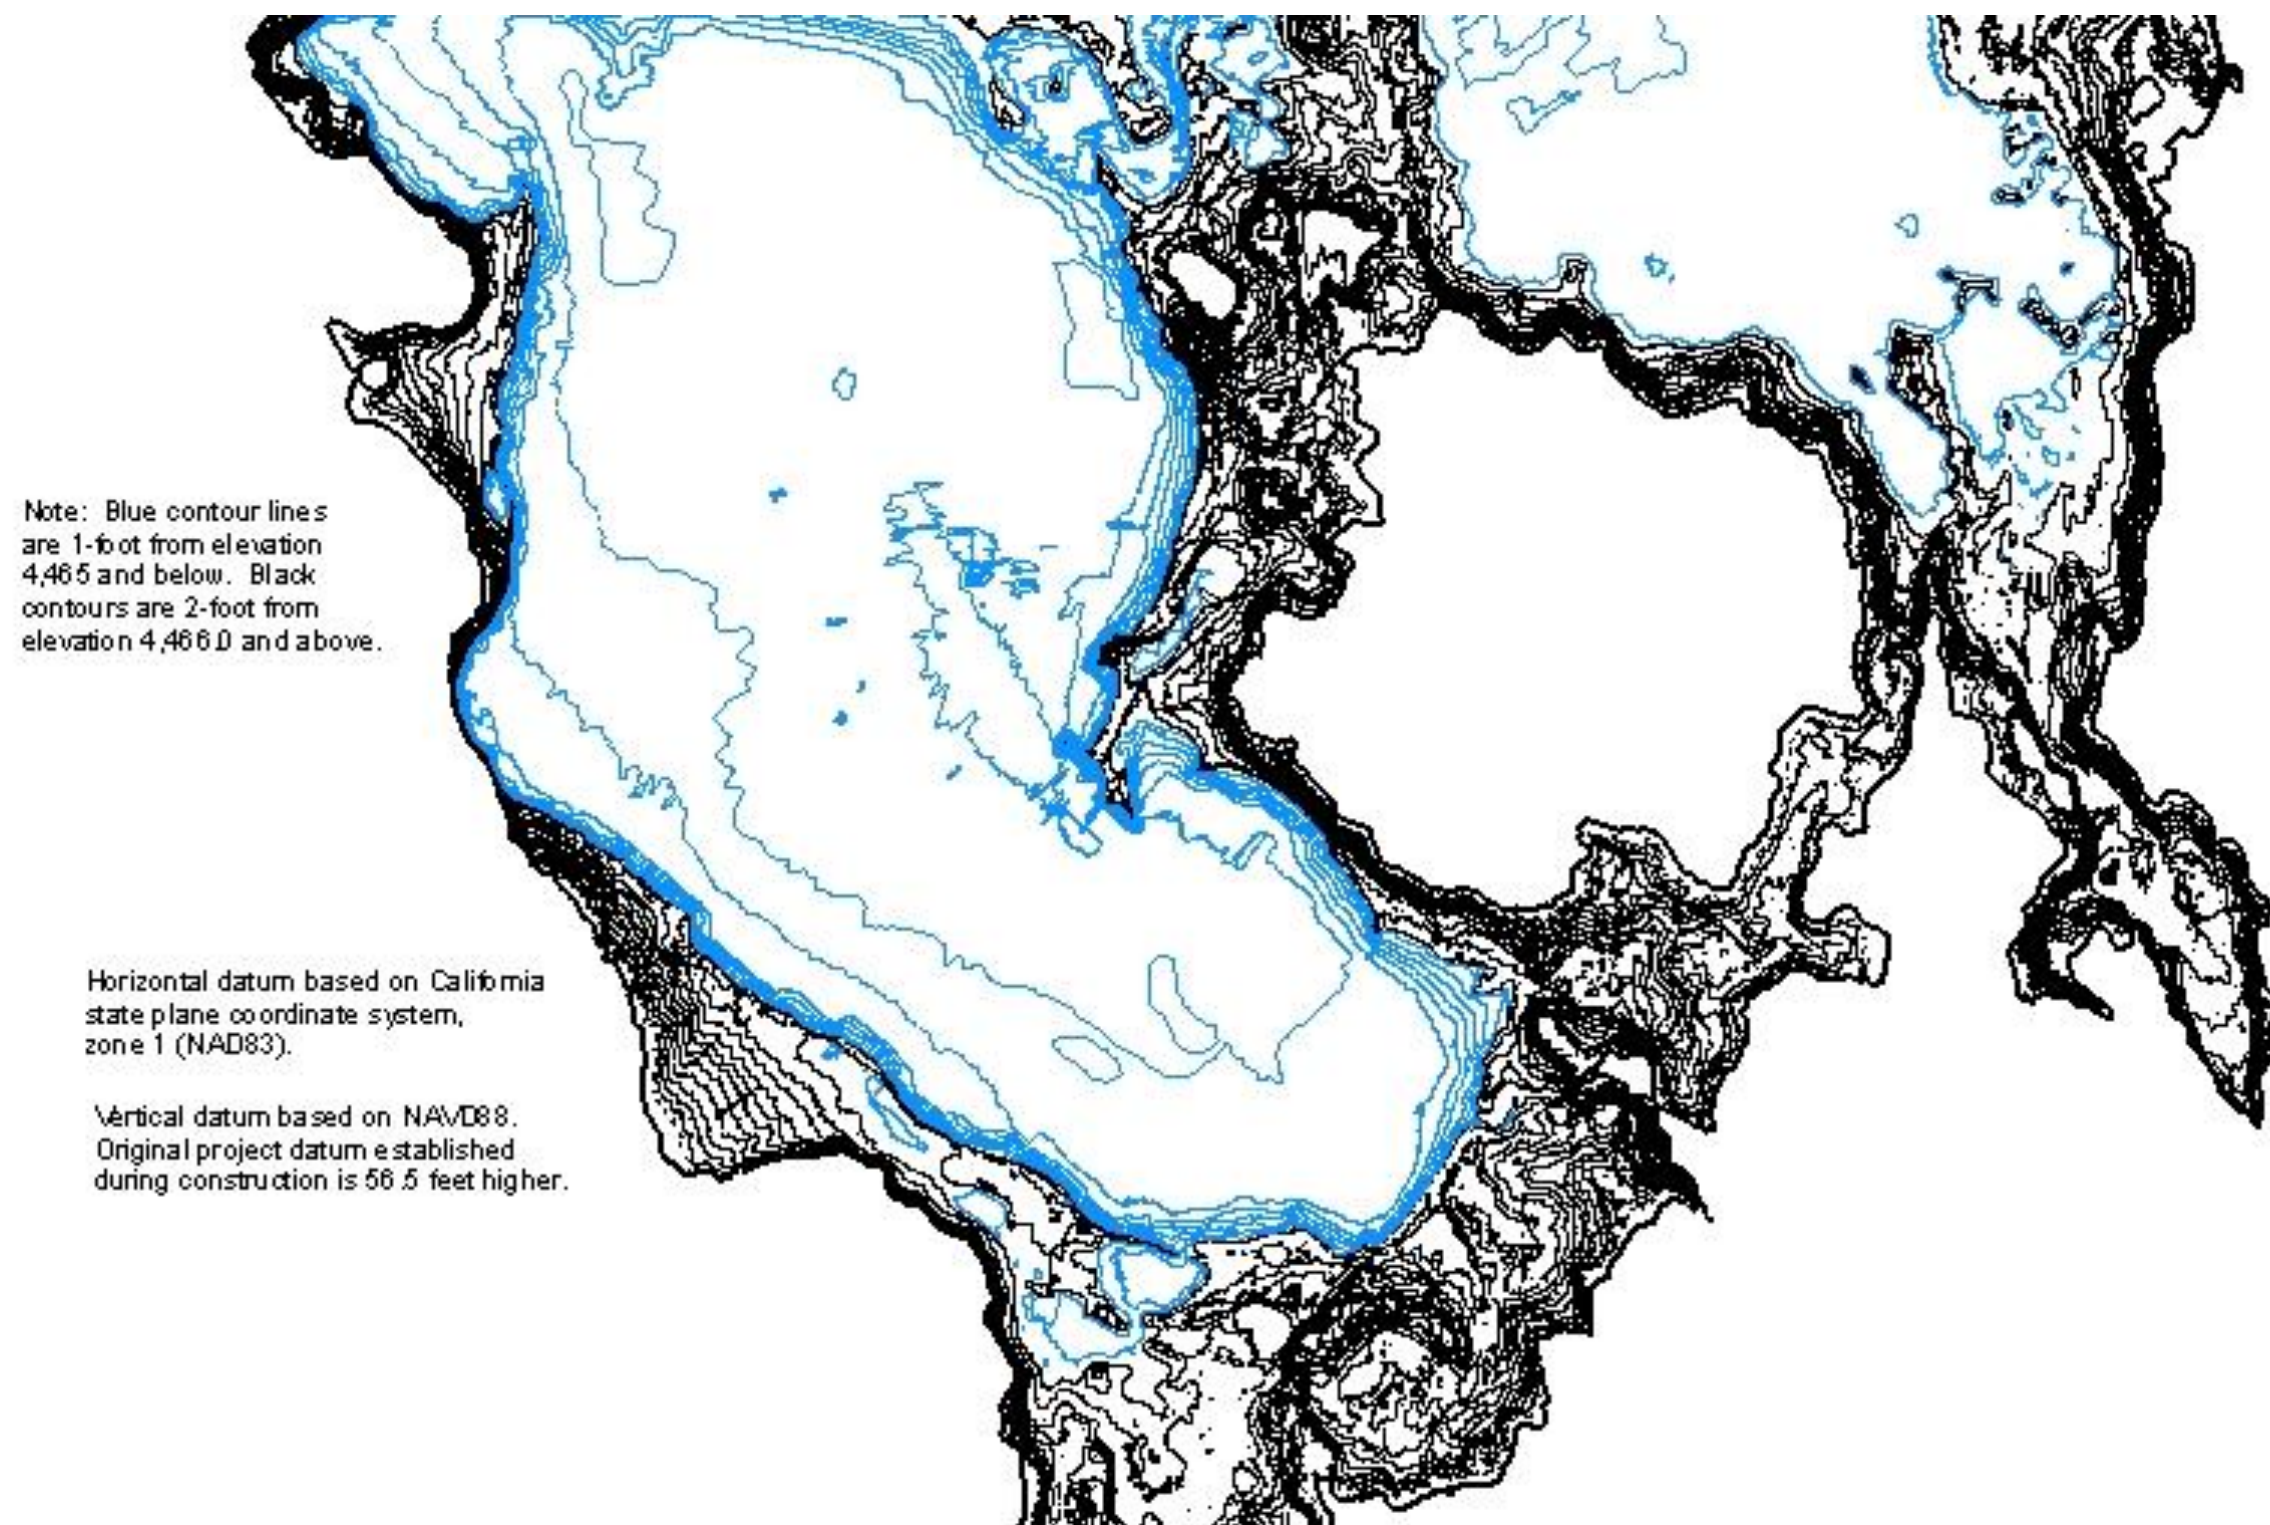 Note: Blue contour lines
are 1-foot from elevation
4,465 and below. Black
contours are 2-foot from
elevation 4,466.0 and above.
Horizontal datum based on California
state plane coordinate system,
zone 1 (NAD83).
Vertical datum based on NAVD88.
Original project datum established
during construction is 56.5 feet higher.